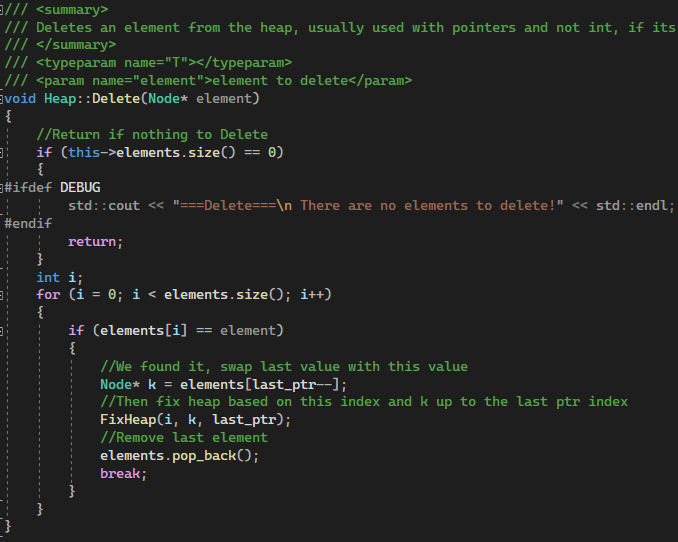 /// <summary>
/// Deletes an element from the heap, usually used with pointers and not int, if its
/// </summary>
/// <typeparam name="T"></typeparam>
/// <param name="element">element to delete</param>
void Heap::Delete(Node* element)
{
    //Return if nothing to Delete
    if (this->elements.size() == 0)
    {
#ifdef DEBUG
        std::cout << "===Delete===\n There are no elements to delete!" << std::endl;
#endif
        return;
    }
    int i;
    for (i = 0; i < elements.size(); i++)
    {
        if (elements[i] == element)
        {
            //We found it, swap last value with this value
            Node* k = elements[last_ptr--];
            //Then fix heap based on this index and k up to the last ptr index
            FixHeap(i, k, last_ptr);
            //Remove last element
            elements.pop_back();
            break;
        }
    }
}